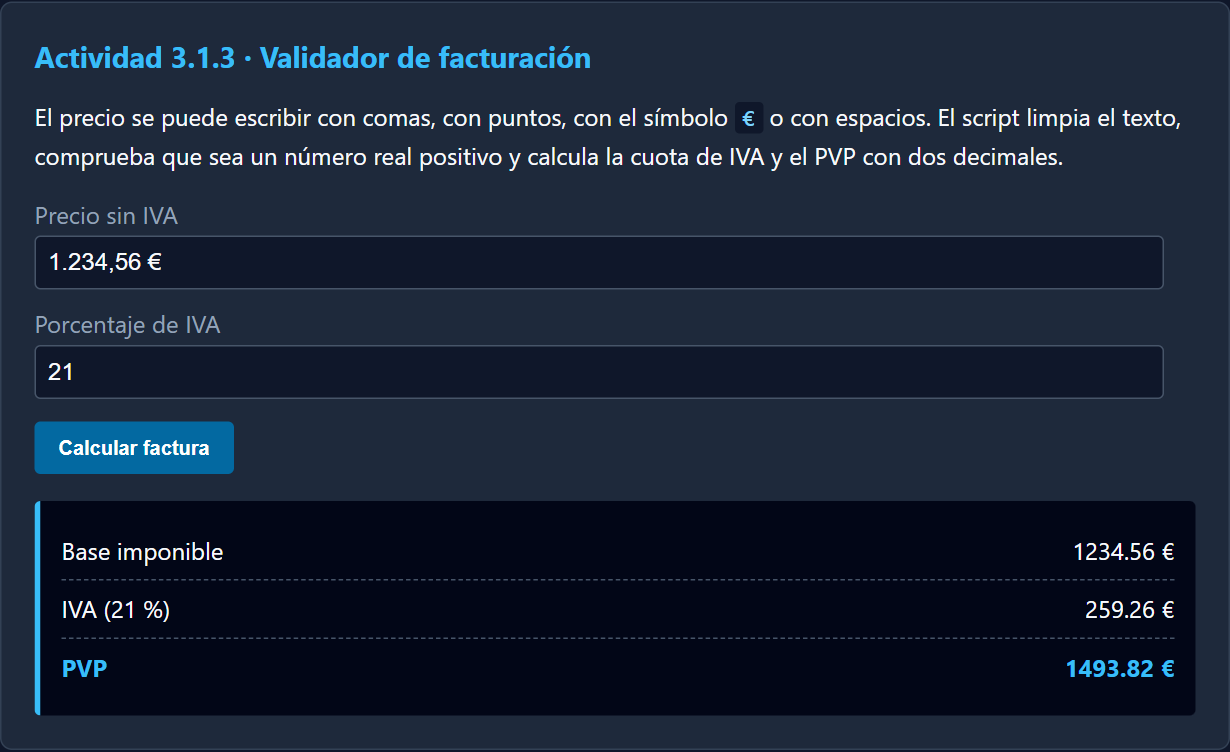 Actividad 3.1.3 · Validador de facturación
El precio se puede escribir con comas, con puntos, con el símbolo € o con espacios. El script limpia el texto,
comprueba que sea un número real positivo y calcula la cuota de IVA y el PVP con dos decimales.
Precio sin IVA
1.234,56 €
Porcentaje de IVA
21
Calcular factura
Base imponible 1234.56 €
IVA (21 %) 259.26 €
PVP 1493.82 €